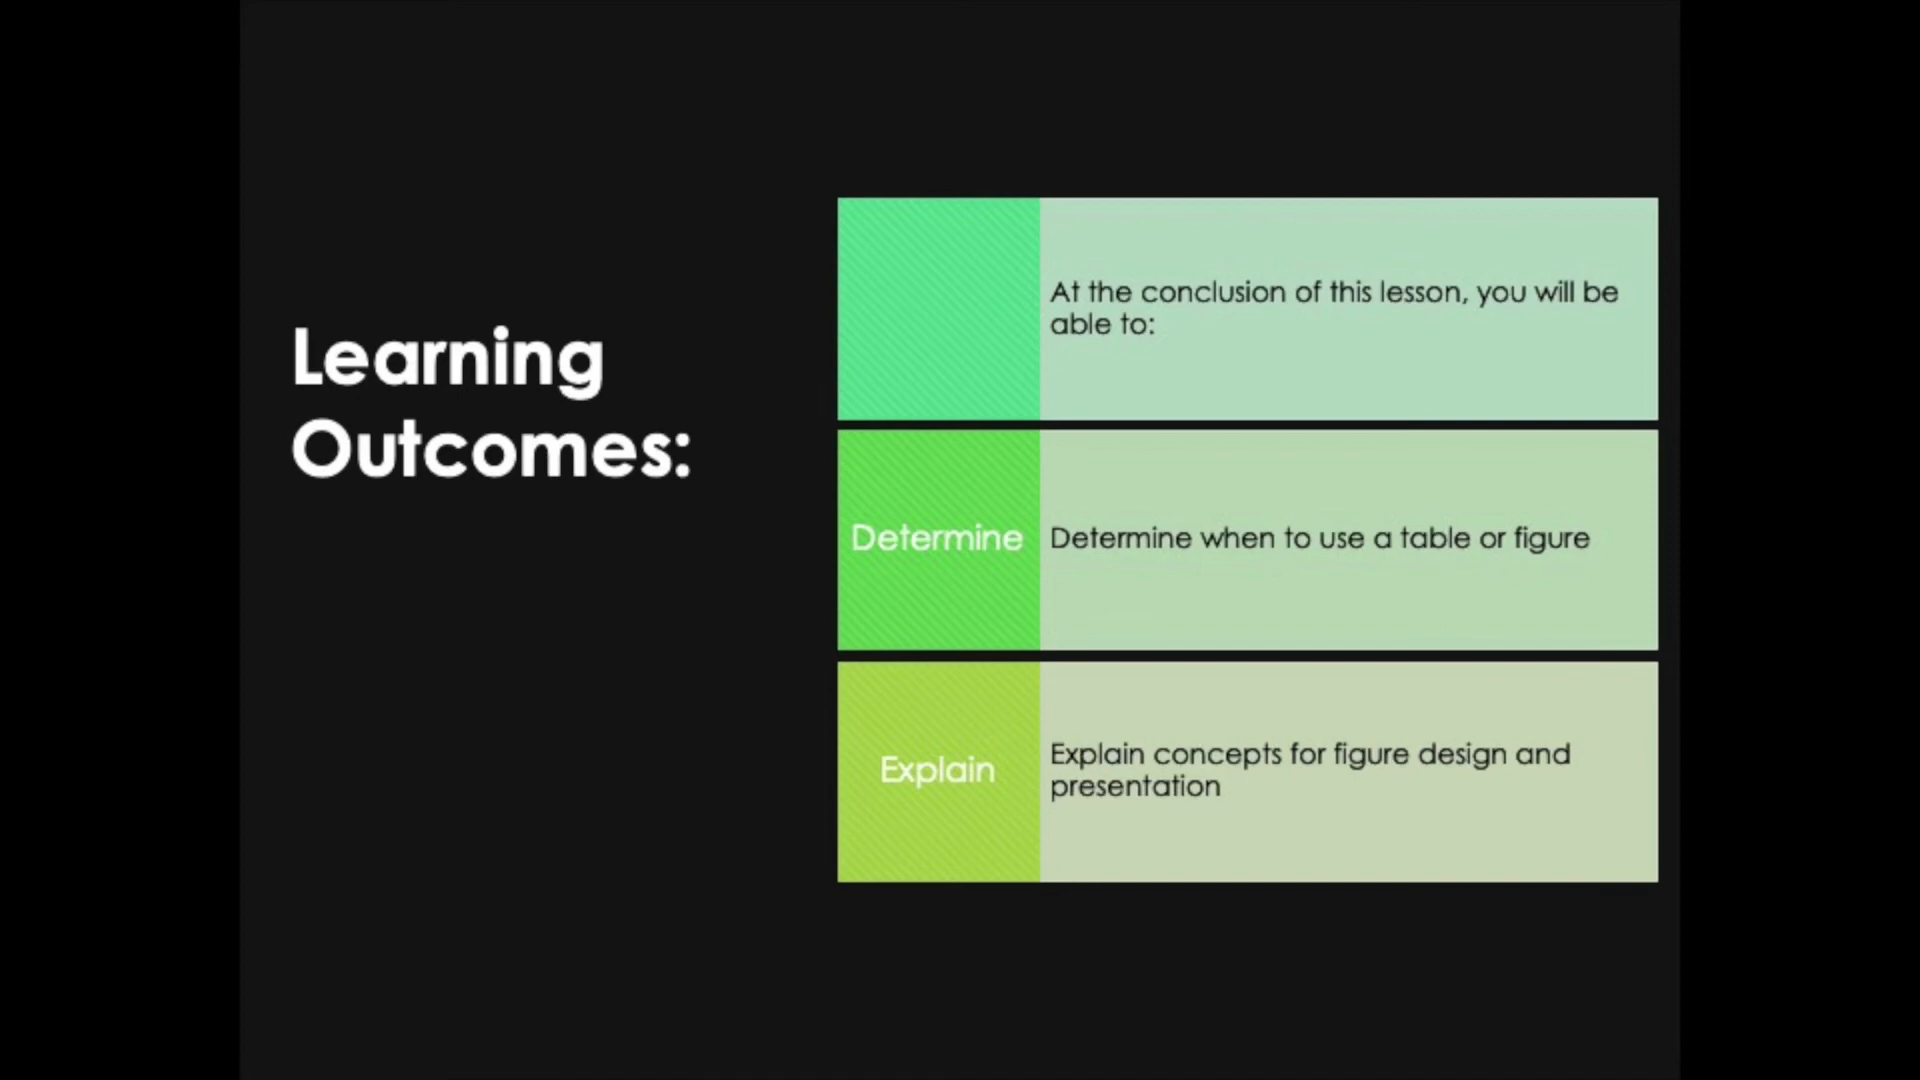 Learning
Outcomes:
At the conclusion of this lesson, you will be
able to:
Determine
Determine when to use a table or figure
Explain
Explain concepts for figure design and
presentation